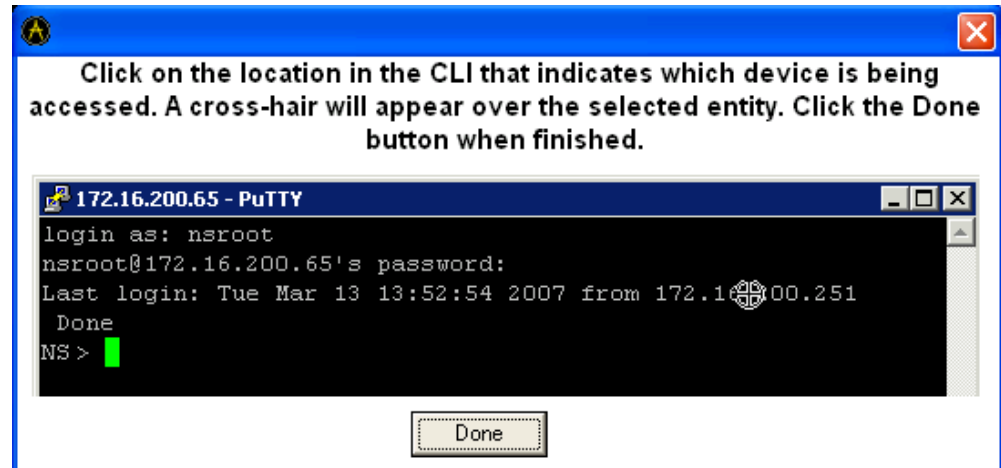 Click on the location in the CLI that indicates which device is being
accessed. A cross-hair will appear over the selected entity. Click the Done
button when finished.
172.16.200.65 - PuTTY
login as: nsroot
nsroot@172.16.200.65's password:
Last login: Tue Mar 13 13:52:54 2007 from
Done
NS>
Done